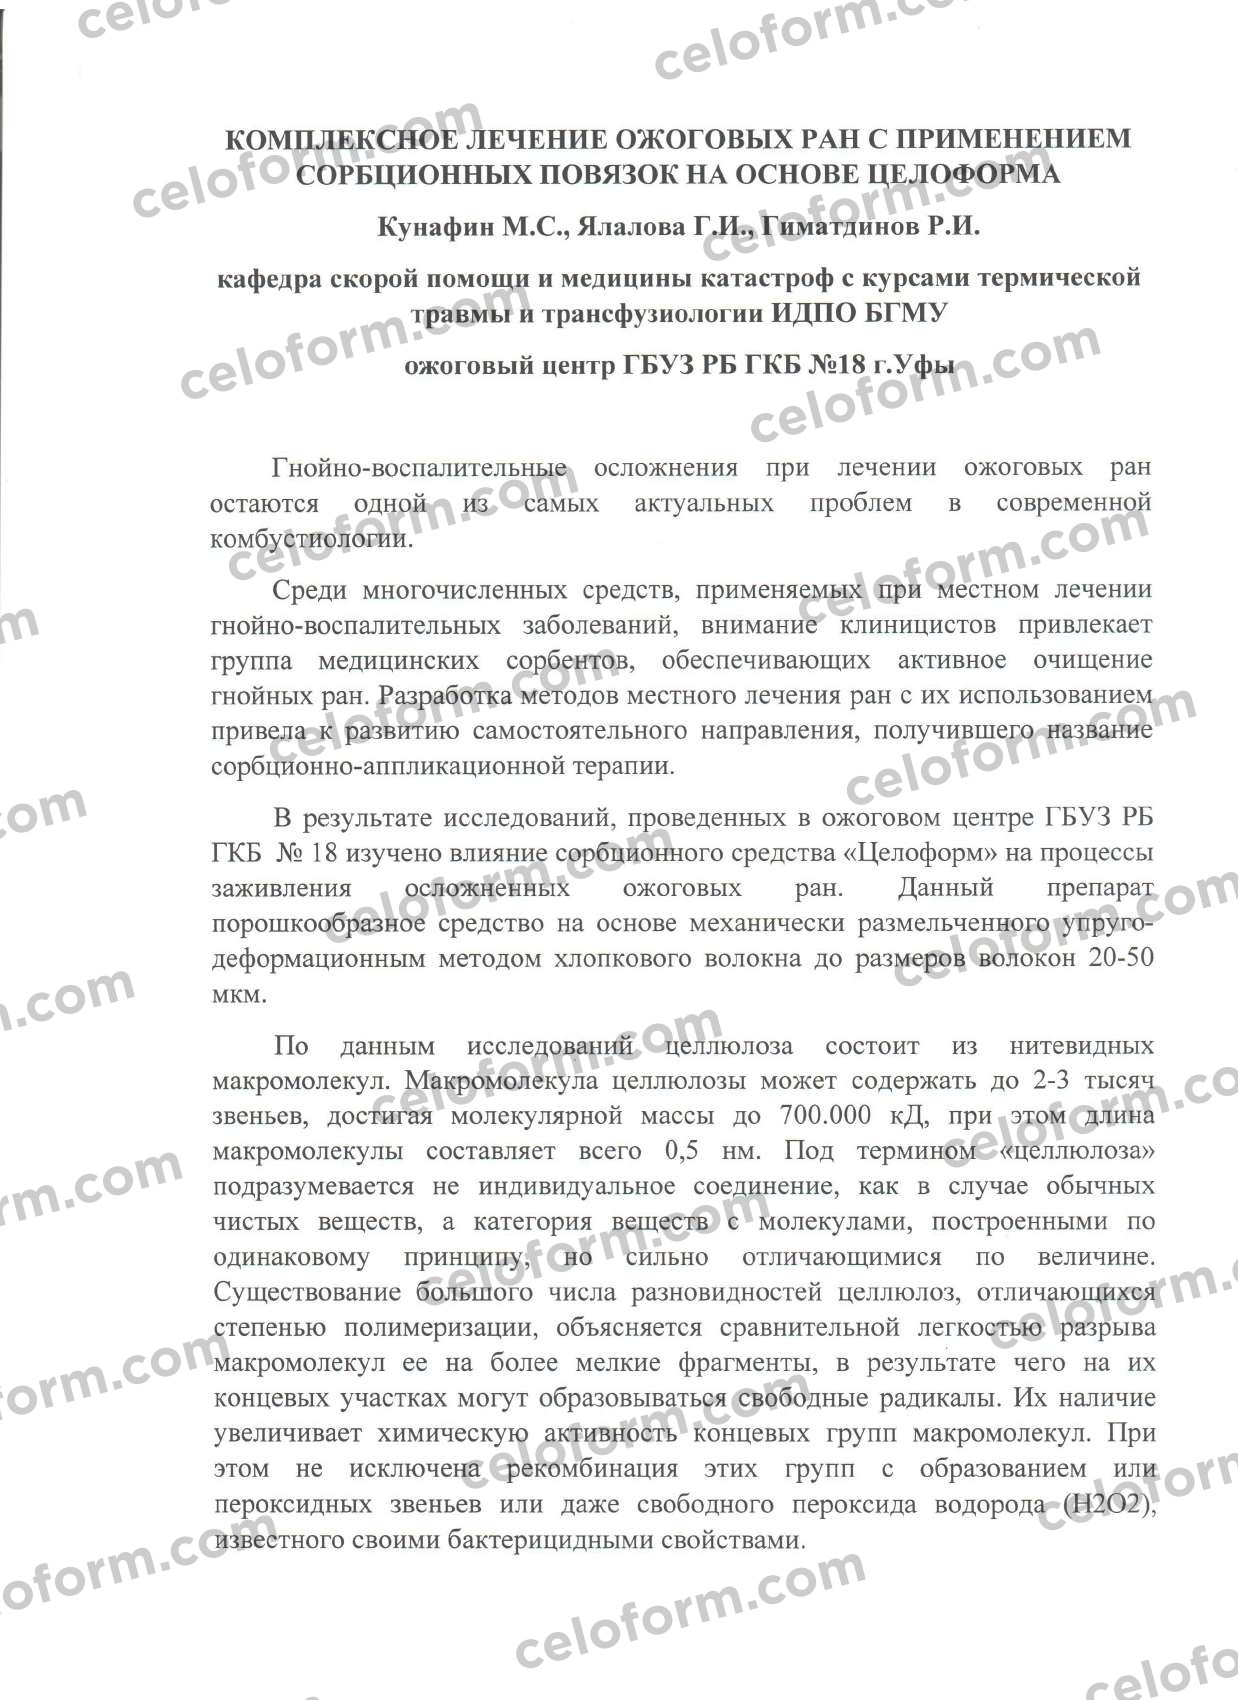 КОМПЛЕКСНОЕ ЛЕЧЕНИЕ ОЖОГОВЫХ РАН С ПРИМЕНЕНИЕМ
СОРБЦИОННЫХ ПОВЯЗОК НА ОСНОВЕ ЦЕЛОФОРМА
Кунафин М.С., Ялалова Г.И., Гиматдинов Р.И.
кафедра скорой помощи и медицины катастроф с курсами термической
травмы и трансфузиологии ИДПО БГМУ
ожоговый центр ГБУЗ РБ ГКБ №18 г.Уфы
Гнойно-воспалительные осложнения при лечении ожоговых ран
остаются одной из самых актуальных проблем в современной
комбустиологии.
Среди многочисленных средств, применяемых при местном лечении
гнойно-воспалительных заболеваний, внимание клиницистов привлекает
группа медицинских сорбентов, обеспечивающих активное очищение
гнойных ран. Разработка методов местного лечения ран с их использованием
привела к развитию самостоятельного направления, получившего название
сорбционно-аппликационной терапии.
В результате исследований, проведенных в ожоговом центре ГБУЗ РБ
ГКБ № 18 изучено влияние сорбционного средства «Целоформ» на процессы
заживления осложненных ожоговых ран. Данный препарат
порошкообразное средство на основе механически размельченного упруго-
деформационным методом хлопкового волокна до размеров волокон 20-50
мкм.
По данным исследований целлюлоза состоит из нитевидных
макромолекул. Макромолекула целлюлозы может содержать до 2-3 тысяч
звеньев, достигая молекулярной массы до 700.000 кД, при этом длина
макромолекулы составляет всего 0,5 нм. Под термином «целлюлоза»
подразумевается не индивидуальное соединение, как в случае обычных
чистых веществ, а категория веществ с молекулами, построенными по
одинаковому принципу, но сильно отличающимися по величине.
Существование большого числа разновидностей целлюлоз, отличающихся
степенью полимеризации, объясняется сравнительной легкостью разрыва
макромолекул ее на более мелкие фрагменты, в результате чего на их
концевых участках могут образовываться свободные радикалы. Их наличие
увеличивает химическую активность концевых групп макромолекул. При
этом не исключена рекомбинация этих групп с образованием или
пероксидных звеньев или даже свободного пероксида водорода (H2O2),
известного своими бактерицидными свойствами.
celoform.com